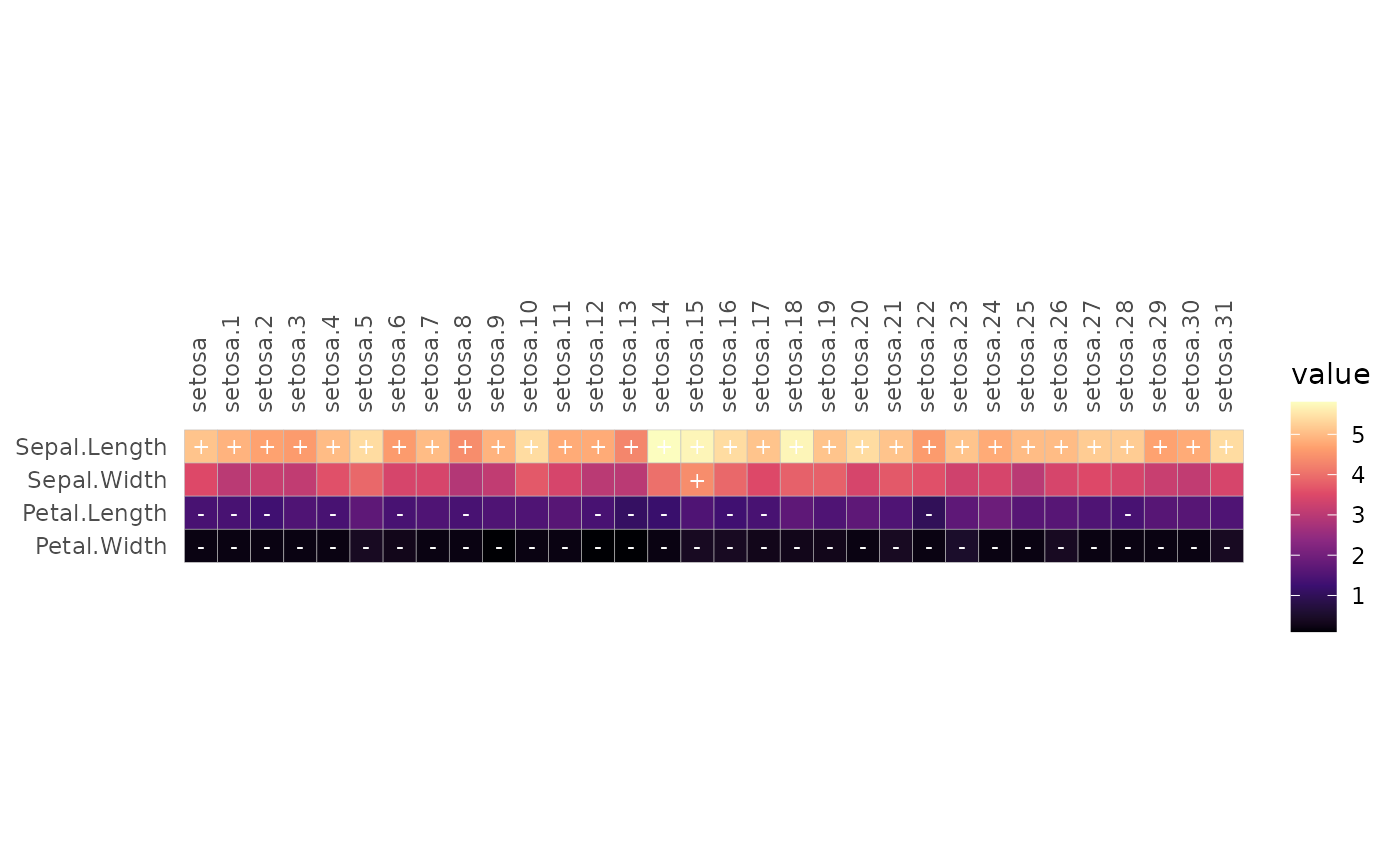 setosa
setosa.1
setosa.2
setosa.3
setosa.4
setosa.5
setosa.6
setosa.7
setosa.8
setosa.9
setosa.10
setosa.11
setosa.12
setosa.13
setosa.14
setosa.15
setosa.16
setosa.17
setosa.18
setosa.19
setosa.20
setosa.21
setosa.22
setosa.23
setosa.24
setosa.25
setosa.26
setosa.27
setosa.28
setosa.29
setosa.30
setosa.31
Sepal.Length + + + + + + + + + + + + + + + + + + + + + + + + + + + + + + + +
Sepal.Width +
Petal.Length - - - - - - - - - - - - -
Petal.Width - - - - - - - - - - - - - - - - - - - - - - - - - - - - - - - -
value
5
4
3
2
1